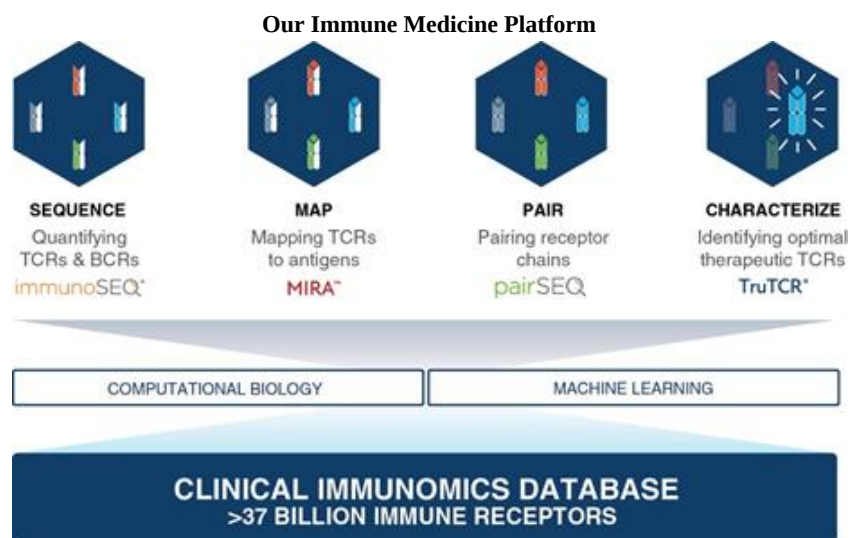 Our Immune Medicine Platform
SEQUENCE
Quantifying
TCRs & BCRs
immunoSEQ®
MAP
Mapping TCRs
to antigens
MIRA™
PAIR
Pairing receptor
chains
pairSEQ
CHARACTERIZE
Identifying optimal
therapeutic TCRs
TruTCR®
COMPUTATIONAL BIOLOGY
MACHINE LEARNING
CLINICAL IMMUNOMICS DATABASE
>37 BILLION IMMUNE RECEPTORS